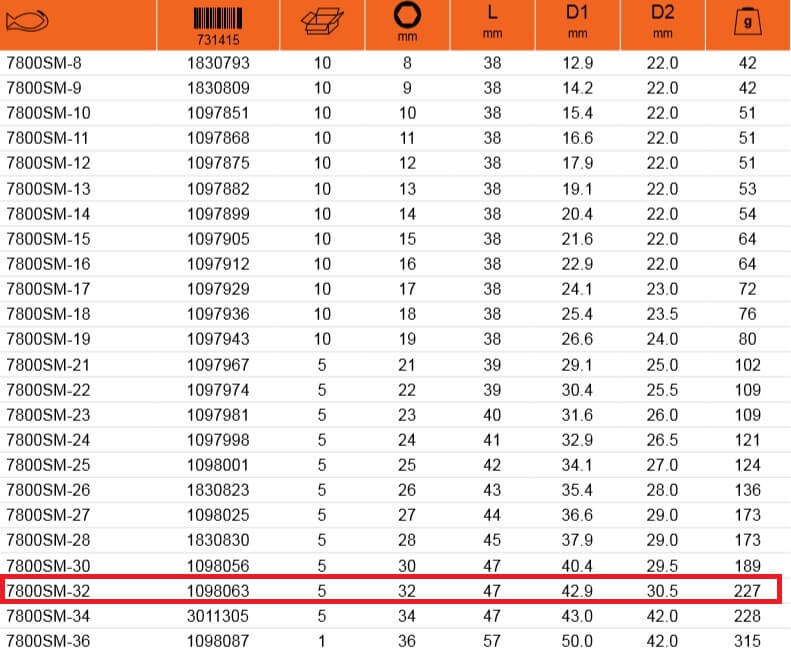 L D1 D2
731415 mm mm mm mm g
7800SM-8 1830793 10 8 38 12.9 22.0 42
7800SM-9 1830809 10 9 38 14.2 22.0 42
7800SM-10 1097851 10 10 38 15.4 22.0 51
7800SM-11 1097868 10 11 38 16.6 22.0 51
7800SM-12 1097875 10 12 38 17.9 22.0 51
7800SM-13 1097882 10 13 38 19.1 22.0 53
7800SM-14 1097899 10 14 38 20.4 22.0 54
7800SM-15 1097905 10 15 38 21.6 22.0 64
7800SM-16 1097912 10 16 38 22.9 22.0 64
7800SM-17 1097929 10 17 38 24.1 23.0 72
7800SM-18 1097936 10 18 38 25.4 23.5 76
7800SM-19 1097943 10 19 38 26.6 24.0 80
7800SM-21 1097967 5 21 39 29.1 25.0 102
7800SM-22 1097974 5 22 39 30.4 25.5 109
7800SM-23 1097981 5 23 40 31.6 26.0 109
7800SM-24 1097998 5 24 41 32.9 26.5 121
7800SM-25 1098001 5 25 42 34.1 27.0 124
7800SM-26 1830823 5 26 43 35.4 28.0 136
7800SM-27 1098025 5 27 44 36.6 29.0 173
7800SM-28 1830830 5 28 45 37.9 29.0 173
7800SM-30 1098056 5 30 47 40.4 29.5 189
7800SM-32 1098063 5 32 47 42.9 30.5 227
7800SM-34 3011305 5 34 47 43.0 42.0 228
7800SM-36 1098087 1 36 57 50.0 42.0 315